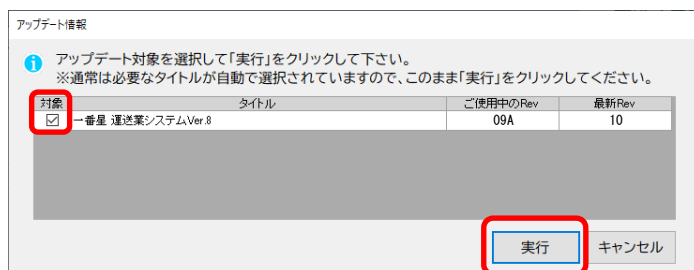 アップデート情報
アップデート対象を選択して「実行」をクリックして下さい。
※通常は必要なタイトルが自動で選択されていますので、このまま「実行」をクリックしてください。
対象 タイトル ご使用中のRev 最新Rev
一番星 運送業システムVer.8 09A 10
実行 キャンセル